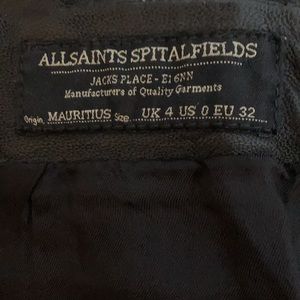 ALLSAINTS SPITALFIELDS
JACKS PLACE - E1 6NN
Manufacturers of Quality Garments
Origin. MAURITIUS Size. UK 4 US 0 EU 32